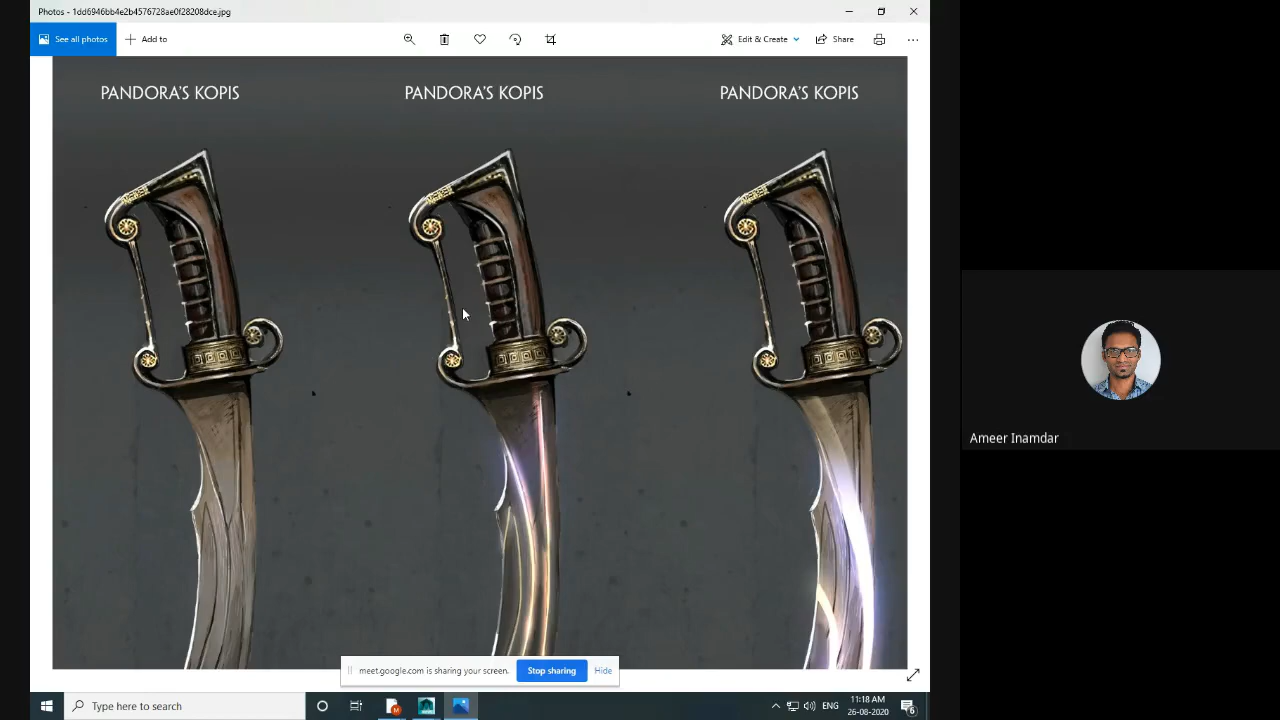 Photos - 1dd6946bb4e2b4576728ae0f28208dce.jpg
See all photos
Add to
Edit & Create
Share
PANDORA'S KOPIS
PANDORA'S KOPIS
PANDORA'S KOPIS
Ameer Inamdar
meet.google.com is sharing your screen.
Stop sharing
Hide
Type here to search
ENG
11:18 AM
26-08-2020